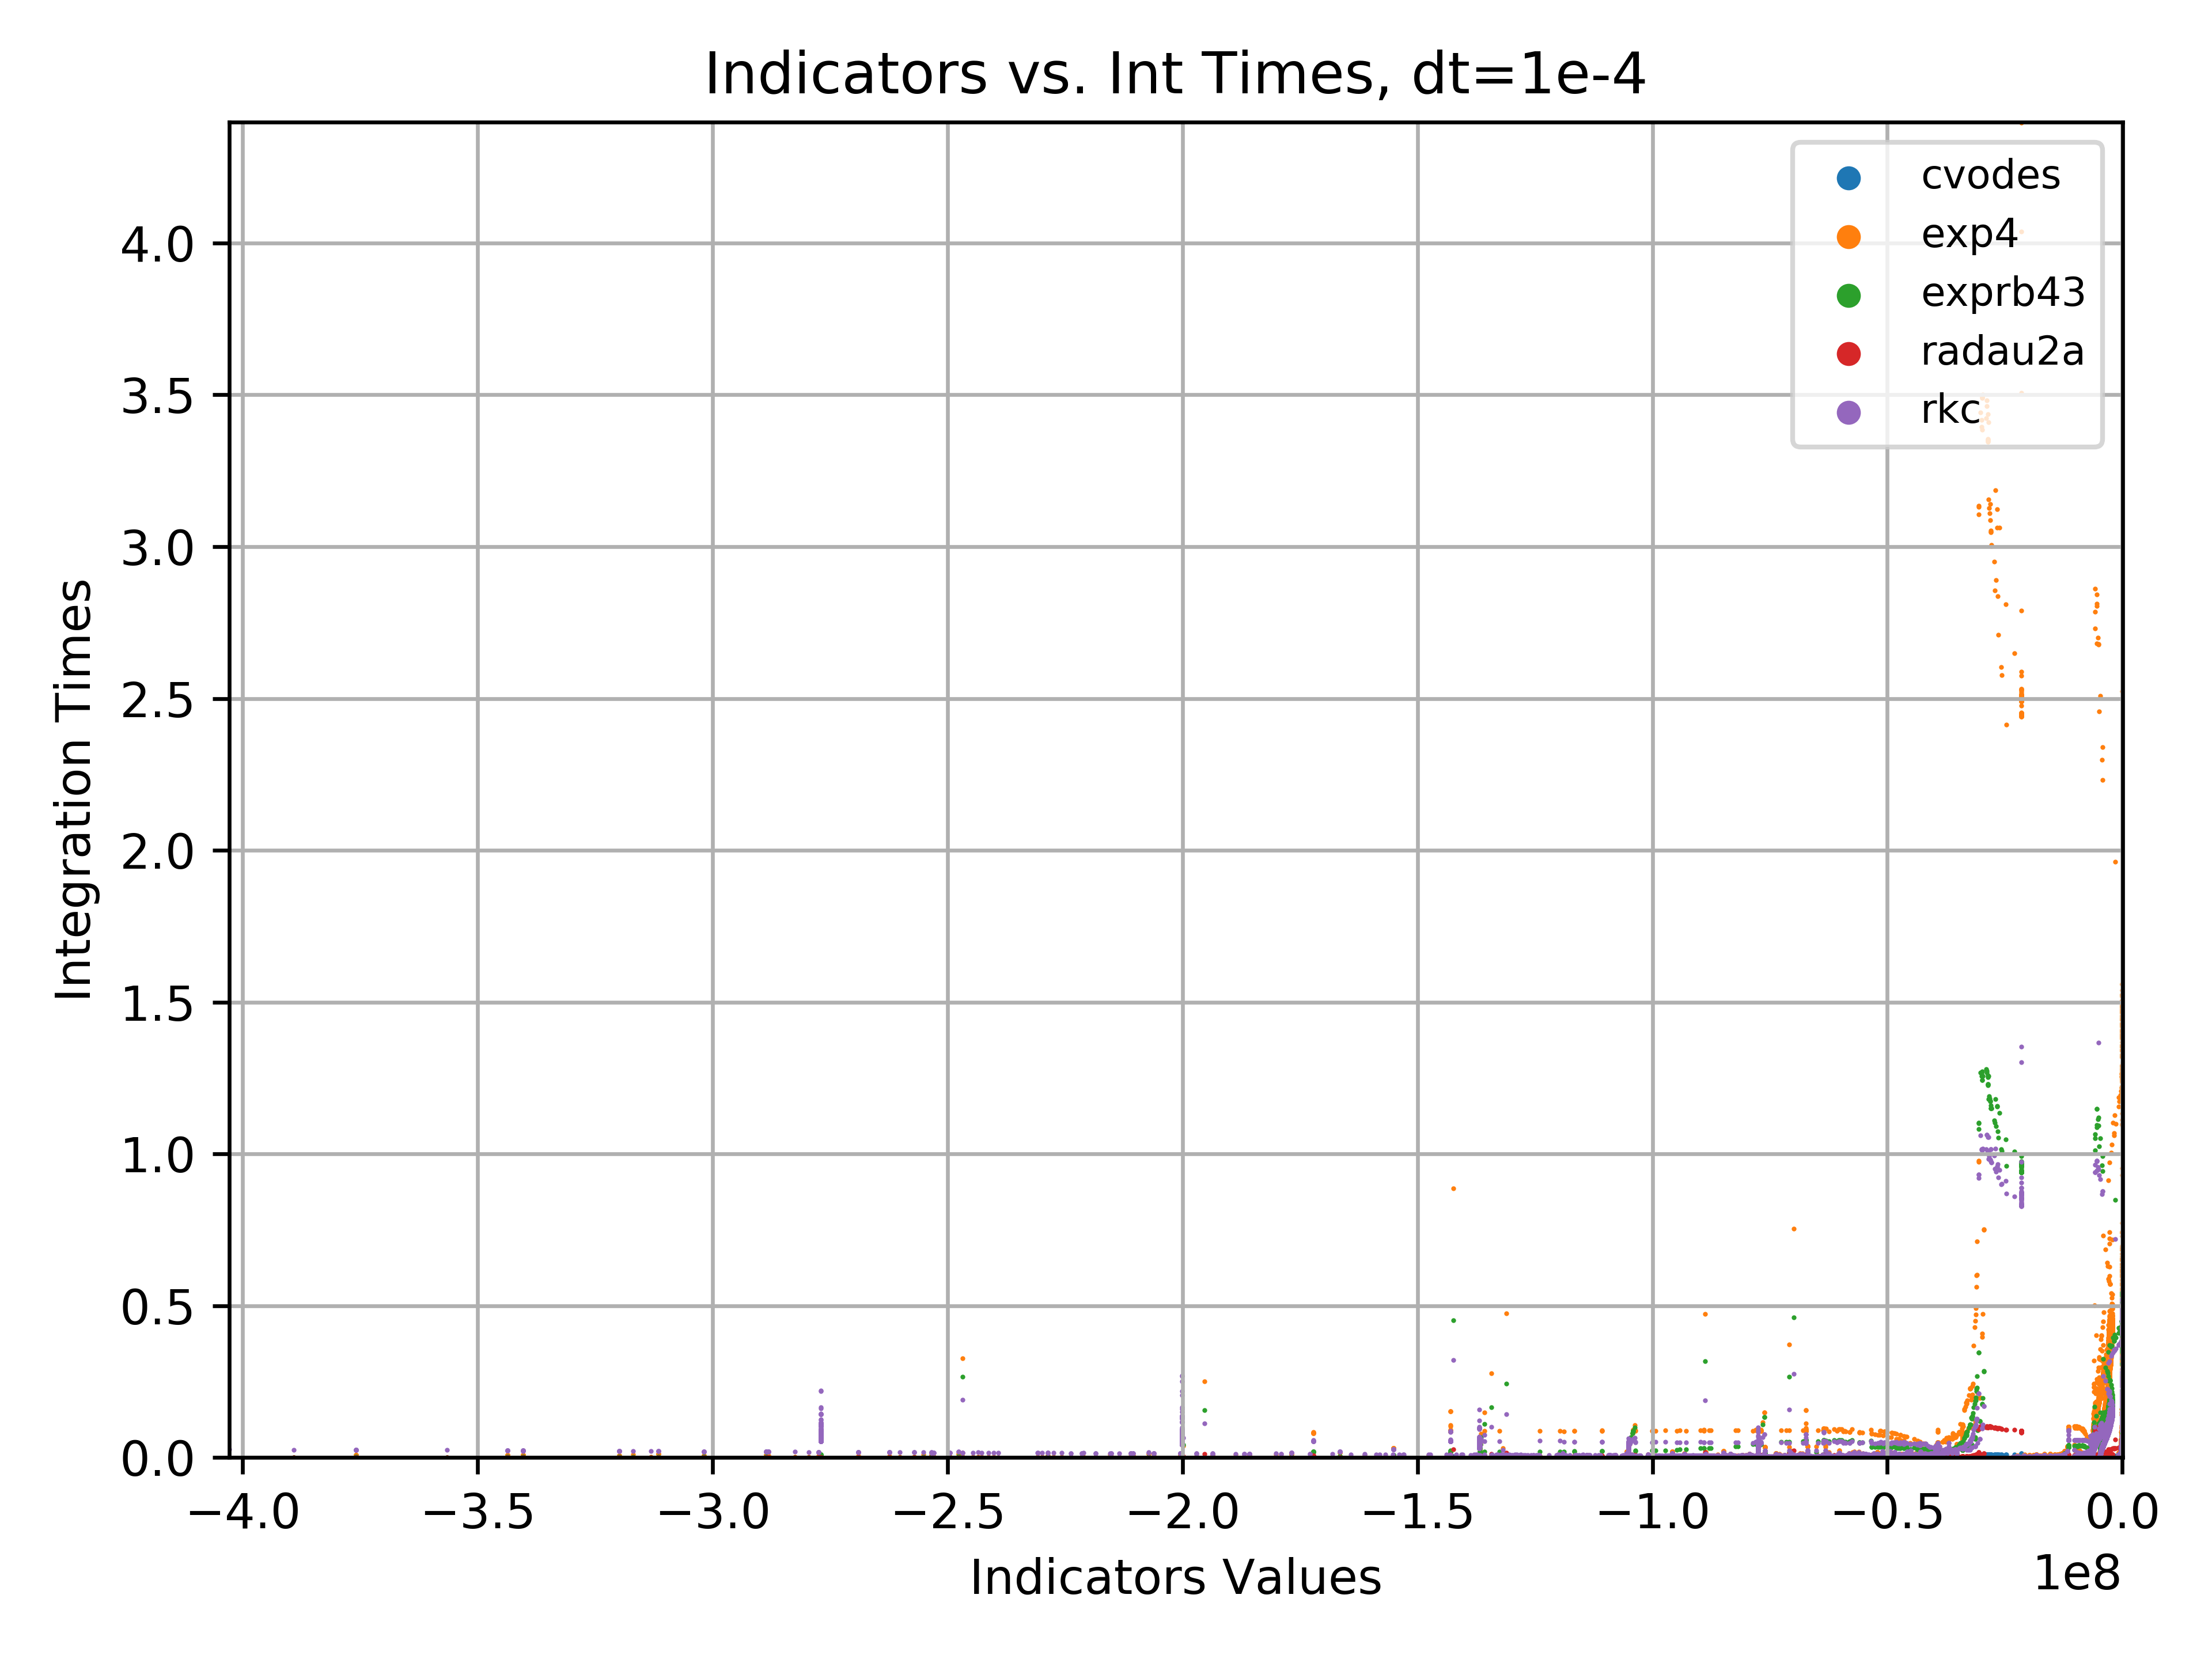 Indicators vs. Int Times, dt=1e-4
cvodes
exp4
exprb43
radau2a
rkc
Integration Times
4.0
3.5
3.0
2.5
2.0
1.5
1.0
0.5
0.0
−4.0 −3.5 −3.0 −2.5 −2.0 −1.5 −1.0 −0.5 0.0
1e8
Indicators Values